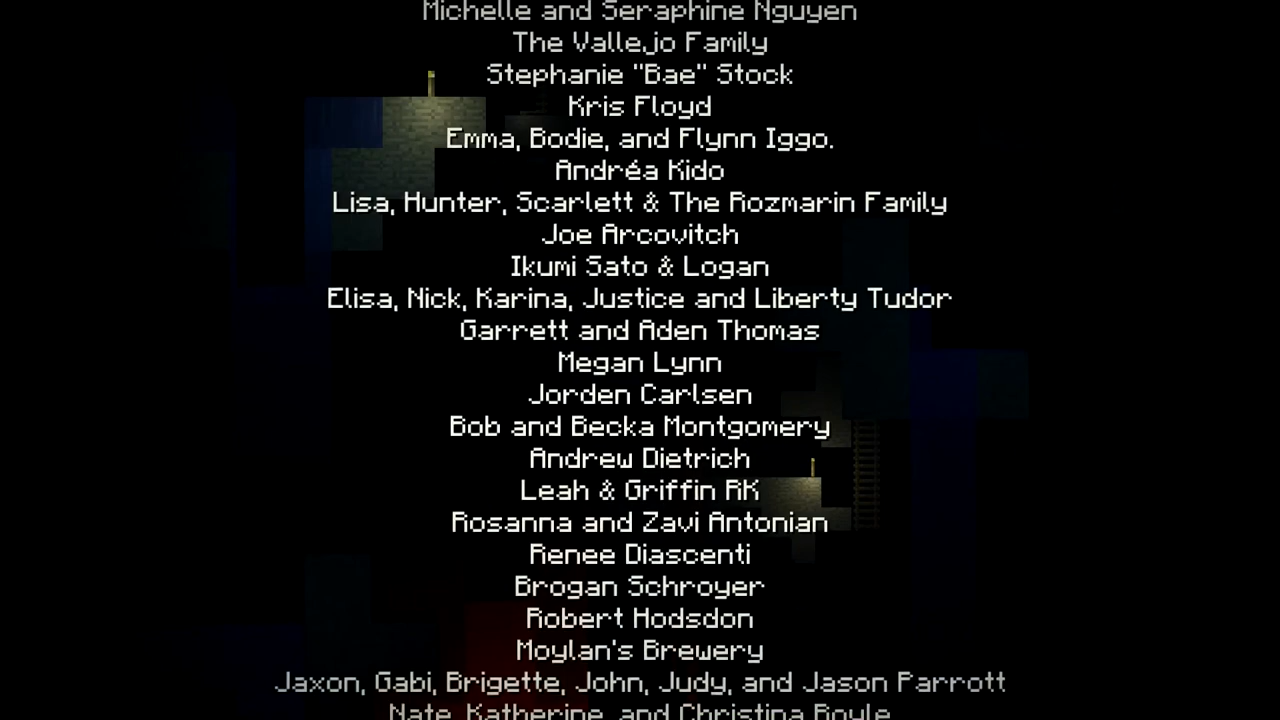 Michelle and Seraphine Nguyen
The Vallejo Family
Stephanie "Bae" Stock
Kris Floyd
Emma, Bodie, and Flynn Iggo.
Andréa Kido
Lisa, Hunter, Scarlett & The Rozmarin Family
Joe Arcovitch
Ikumi Sato & Logan
Elisa, Nick, Karina, Justice and Liberty Tudor
Garrett and Aden Thomas
Megan Lynn
Jorden Carlsen
Bob and Becka Montgomery
Andrew Dietrich
Leah & Griffin RK
Rosanna and Zavi Antonian
Renee Diascenti
Brogan Schroyer
Robert Hodsdon
Moylan's Brewery
Jaxon, Gabi, Brigette, John, Judy, and Jason Parrott
Nate, Katherine, and Christina Boyle